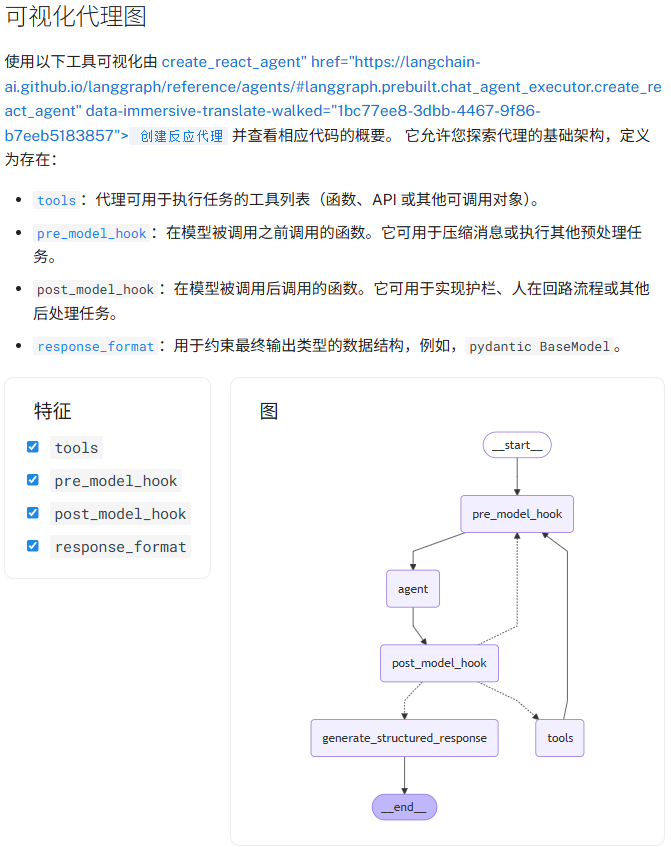 可视化代理图
使用以下工具可视化由 create_react_agent" href="https://langchain-
ai.github.io/langgraph/reference/agents/#langgraph.prebuilt.chat_agent_executor.create_re
act_agent" data-immersive-translate-walked="1bc77ee8-3dbb-4467-9f86-
b7eeb5183857"> 创建反应代理 并查看相应代码的概要。 它允许您探索代理的基础架构，定义
为存在：
• tools：代理可用于执行任务的工具列表（函数、API 或其他可调用对象）。
• pre_model_hook：在模型被调用之前调用的函数。它可用于压缩消息或执行其他预处理任
务。
• post_model_hook：在模型被调用后调用的函数。它可用于实现护栏、人在回路流程或其他
后处理任务。
• response_format：用于约束最终输出类型的数据结构，例如，pydantic BaseModel。
特征
tools
pre_model_hook
post_model_hook
response_format
图
__start__
pre_model_hook
agent
post_model_hook
generate_structured_response
tools
__end__